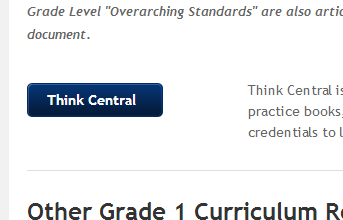 Grade Level "Overarching Standards" are also
document.
Think Central
Think Central is
practice books,
credentials to
Other Grade 1 Curriculum